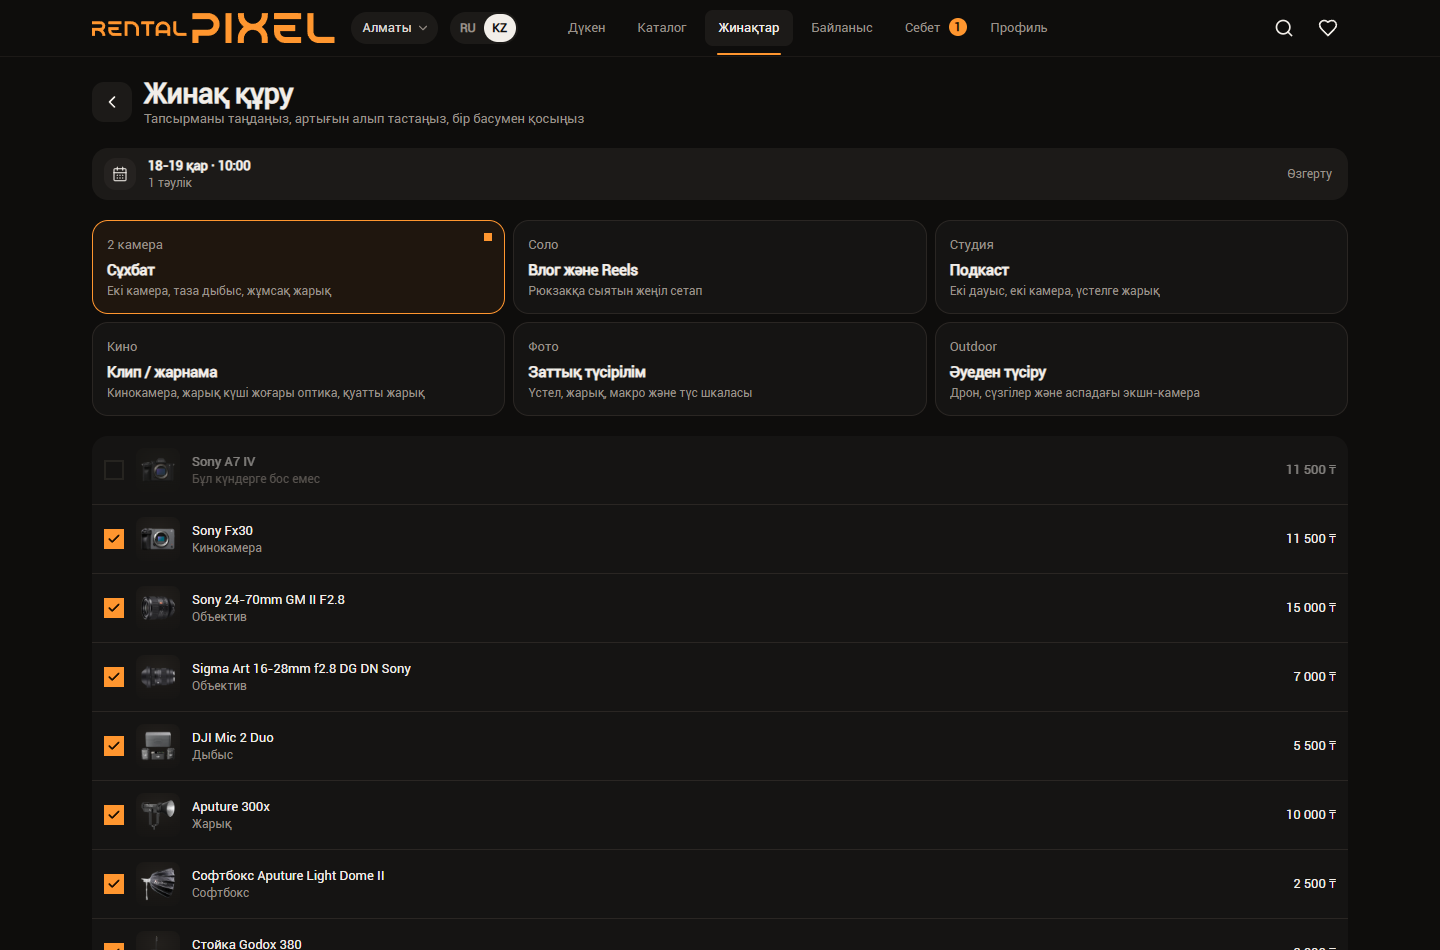 RENTAL PIXEL
Алматы
RU KZ
Дүкен
Каталог
Жинақтар
Байланыс
Себет 1
Профиль
Жинақ құру
Тапсырманы таңдаңыз, артығын алып тастаңыз, бір басумен қосыңыз
18-19 қар · 10:00
1 тәулік
Өзгерту
2 камера
Сұхбат
Екі камера, таза дыбыс, жұмсақ жарық
Соло
Влог және Reels
Рюкзакқа сыятын жеңіл сетап
Студия
Подкаст
Екі дауыс, екі камера, үстелге жарық
Кино
Клип / жарнама
Кинокамера, жарық күші жоғары оптика, қуатты жарық
Фото
Заттық түсірілім
Үстел, жарық, макро және түс шкаласы
Outdoor
Әуеден түсіру
Дрон, сүзгілер және аспадағы экшн-камера
Sony A7 IV
Бұл күндерге бос емес
11 500 ₸
Sony Fx30
Кинокамера
11 500 ₸
Sony 24-70mm GM II F2.8
Объектив
15 000 ₸
Sigma Art 16-28mm f2.8 DG DN Sony
Объектив
7 000 ₸
DJI Mic 2 Duo
Дыбыс
5 500 ₸
Aputure 300x
Жарық
10 000 ₸
Софтбокс Aputure Light Dome II
Софтбокс
2 500 ₸
Стойка Godox 380